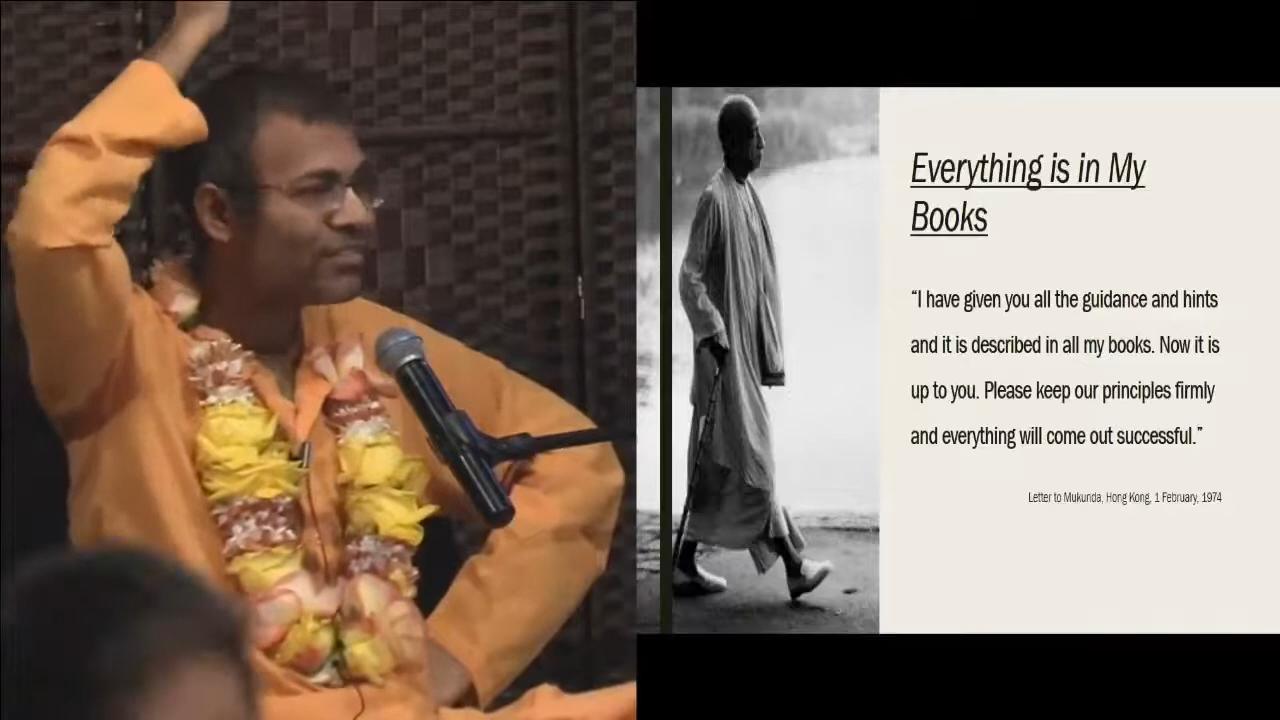 Everything is in My
Books
“I have given you all the guidance and hints
and it is described in all my books. Now it is
up to you. Please keep our principles firmly
and everything will come out successful.”
Letter to Mukunda, Hong Kong, 1 February, 1974